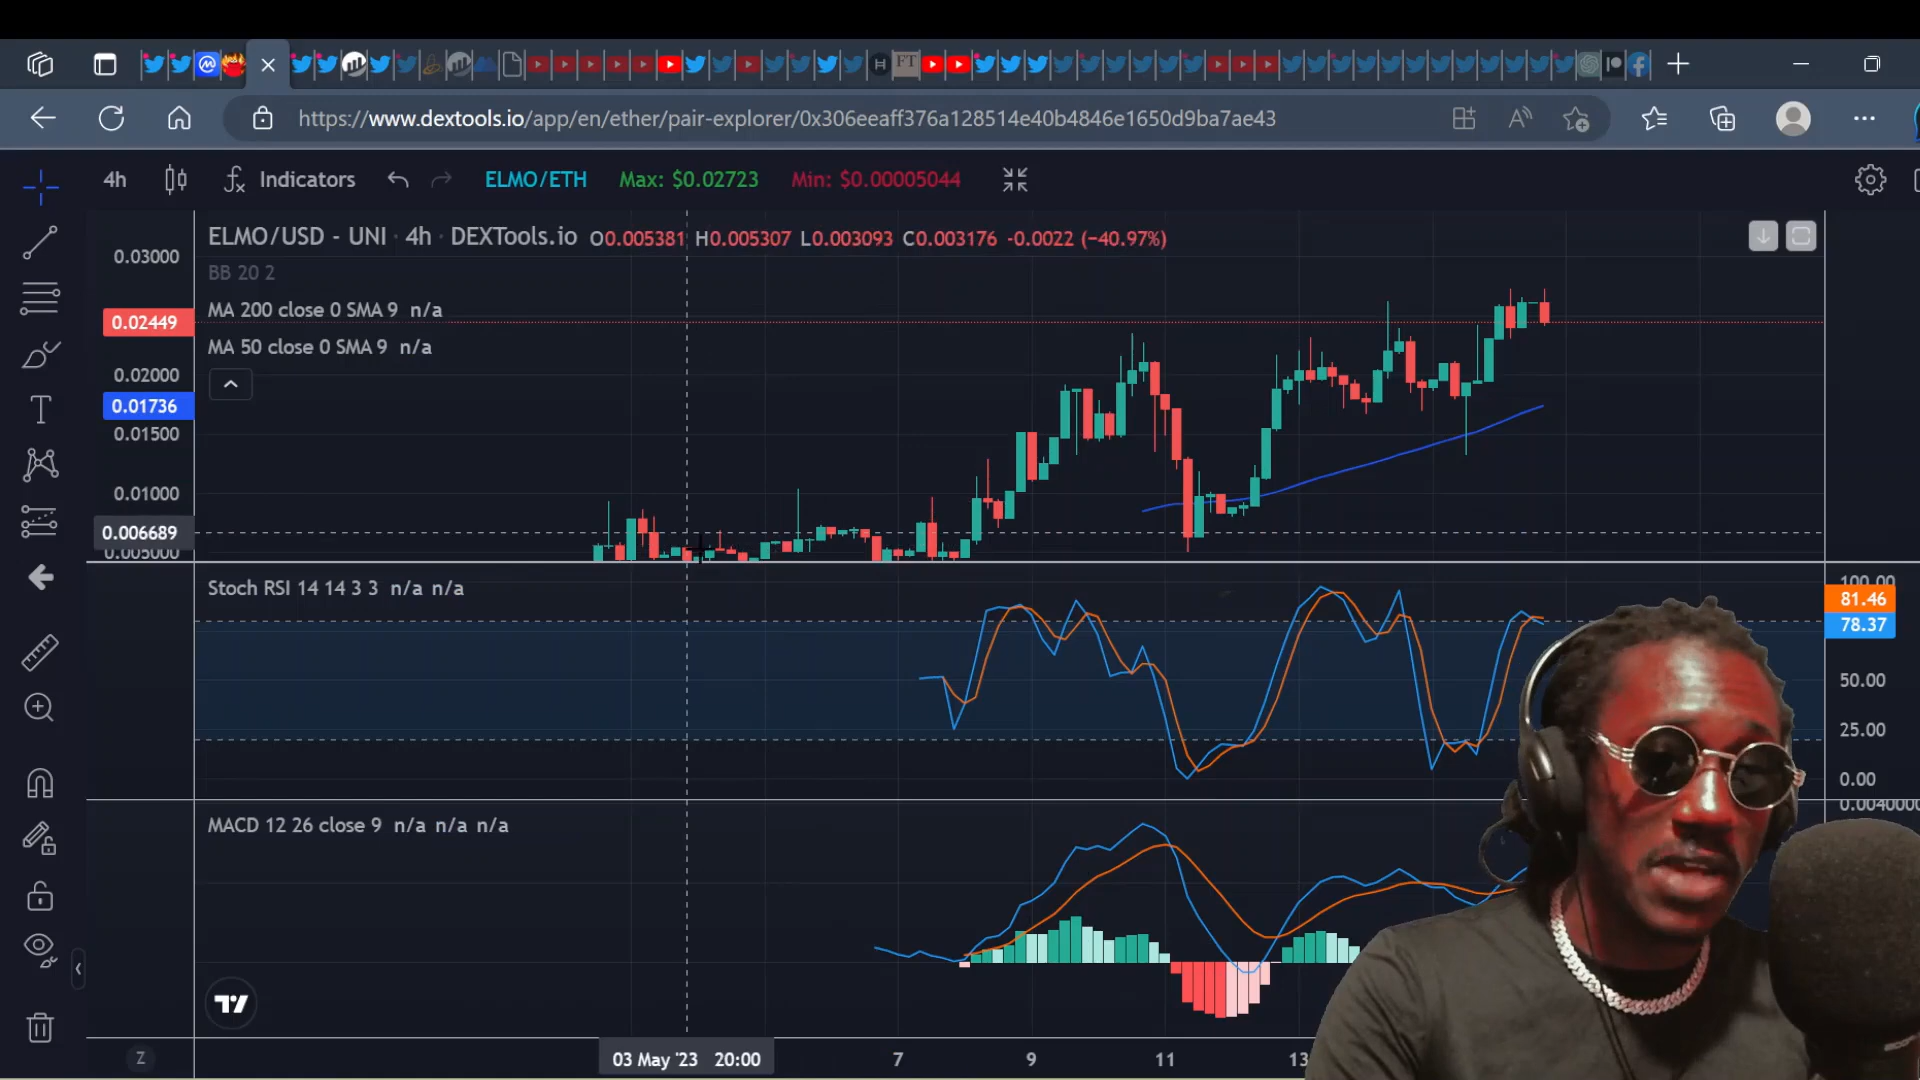 FT
https://www.dextools.io/app/en/ether/pair-explorer/0x306eeaff376a128514e40b4846e1650d9ba7ae43
4h Indicators ELMO/ETH Max: $0.02723 Min: $0.00005044
ELMO/USD - UNI · 4h · DEXTools.io O0.005381 H0.005307 L0.003093 C0.003176 -0.0022 (−40.97%)
BB 20 2
MA 200 close 0 SMA 9 n/a
MA 50 close 0 SMA 9 n/a
0.03000
0.02449
0.02000
0.01736
0.01500
0.01000
0.006689
0.005000
Stoch RSI 14 14 3 3 n/a n/a
100.00
81.46
78.37
50.00
25.00
0.00
MACD 12 26 close 9 n/a n/a n/a
Z
03 May '23 20:00 7 9 11 13